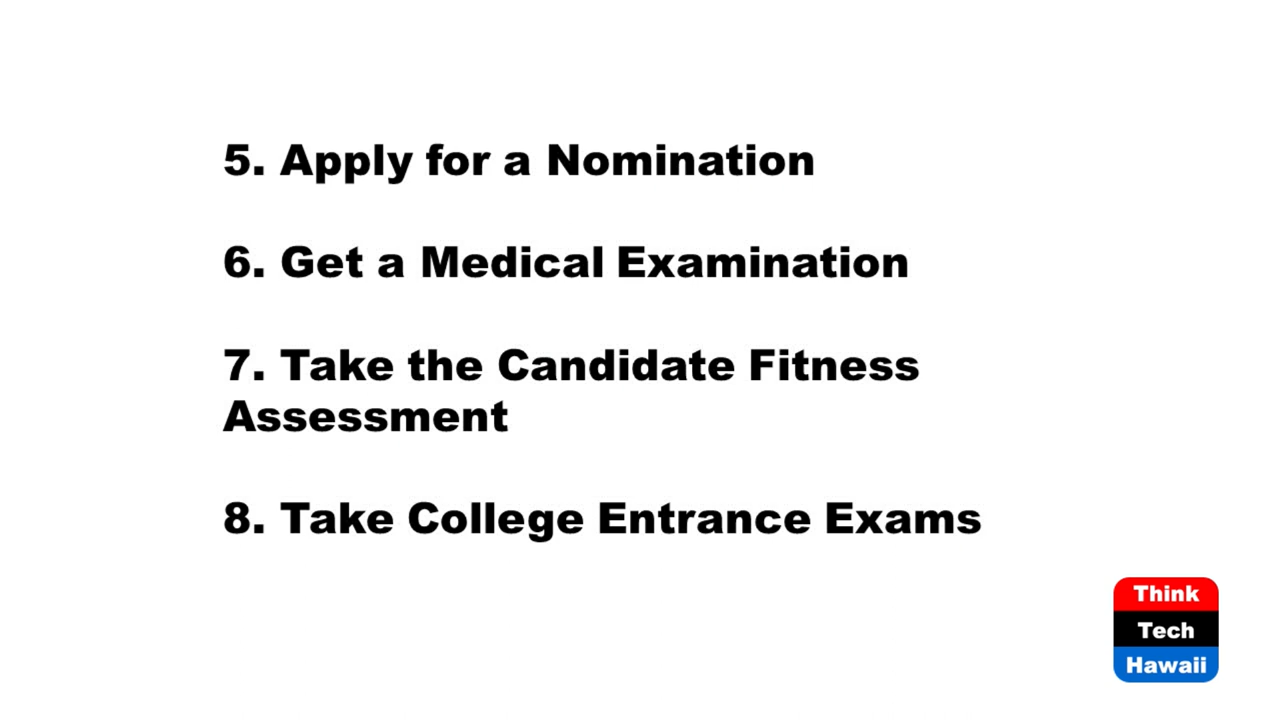 5. Apply for a Nomination
6. Get a Medical Examination
7. Take the Candidate Fitness
Assessment
8. Take College Entrance Exams
Think
Tech
Hawaii